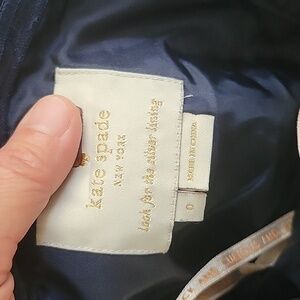 kate spade
NEW YORK
look for the silver lining
0
MADE IN CHINA